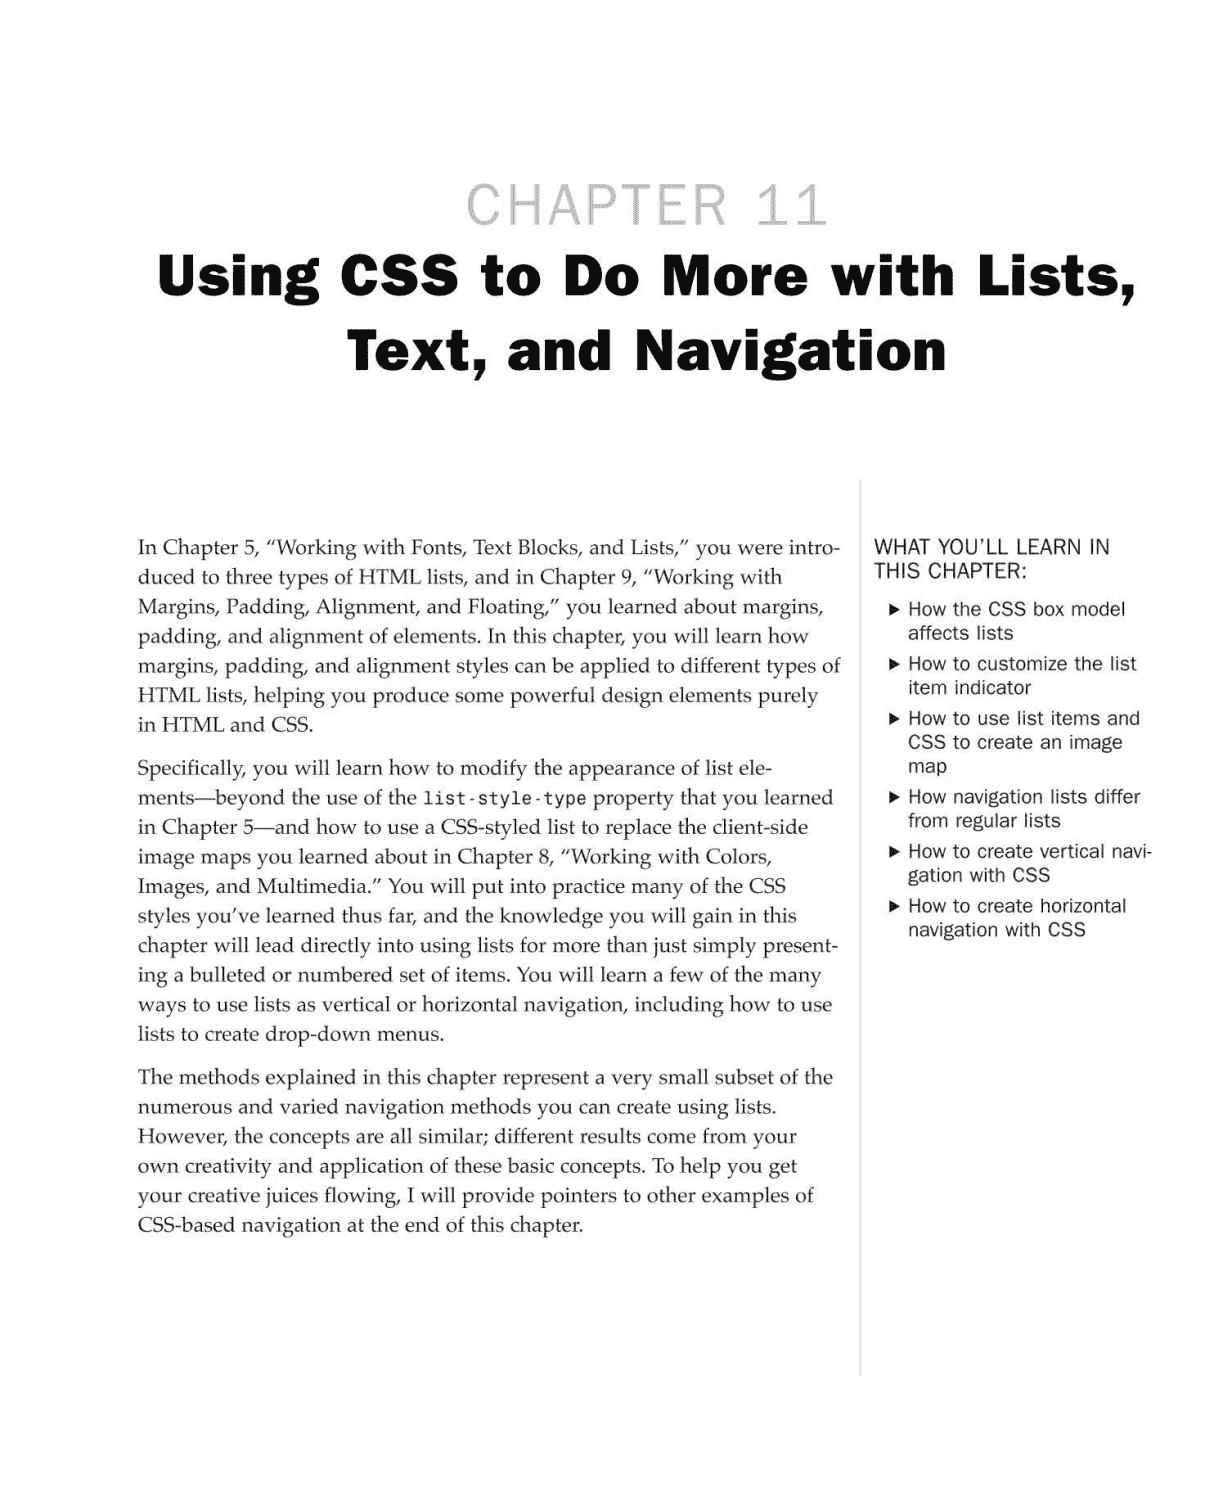 CHAPTER 11
Using CSS to Do More with Lists,
Text, and Navigation
In Chapter 5, “Working with Fonts, Text Blocks, and Lists,” you were intro-
duced to three types of HTML lists, and in Chapter 9, “Working with
Margins, Padding, Alignment, and Floating,” you learned about margins,
padding, and alignment of elements. In this chapter, you will learn how
margins, padding, and alignment styles can be applied to different types of
HTML lists, helping you produce some powerful design elements purely
in HTML and CSS.
Specifically, you will learn how to modify the appearance of list ele-
ments—beyond the use of the list-style-type property that you learned
in Chapter 5—and how to use a CSS-styled list to replace the client-side
image maps you learned about in Chapter 8, “Working with Colors,
Images, and Multimedia.” You will put into practice many of the CSS
styles you’ve learned thus far, and the knowledge you will gain in this
chapter will lead directly into using lists for more than just simply present-
ing a bulleted or numbered set of items. You will learn a few of the many
ways to use lists as vertical or horizontal navigation, including how to use
lists to create drop-down menus.
The methods explained in this chapter represent a very small subset of the
numerous and varied navigation methods you can create using lists.
However, the concepts are all similar; different results come from your
own creativity and application of these basic concepts. To help you get
your creative juices flowing, I will provide pointers to other examples of
CSS-based navigation at the end of this chapter.
WHAT YOU’LL LEARN IN
THIS CHAPTER:
▶ How the CSS box model
affects lists
▶ How to customize the list
item indicator
▶ How to use list items and
CSS to create an image
map
▶ How navigation lists differ
from regular lists
▶ How to create vertical navi-
gation with CSS
▶ How to create horizontal
navigation with CSS